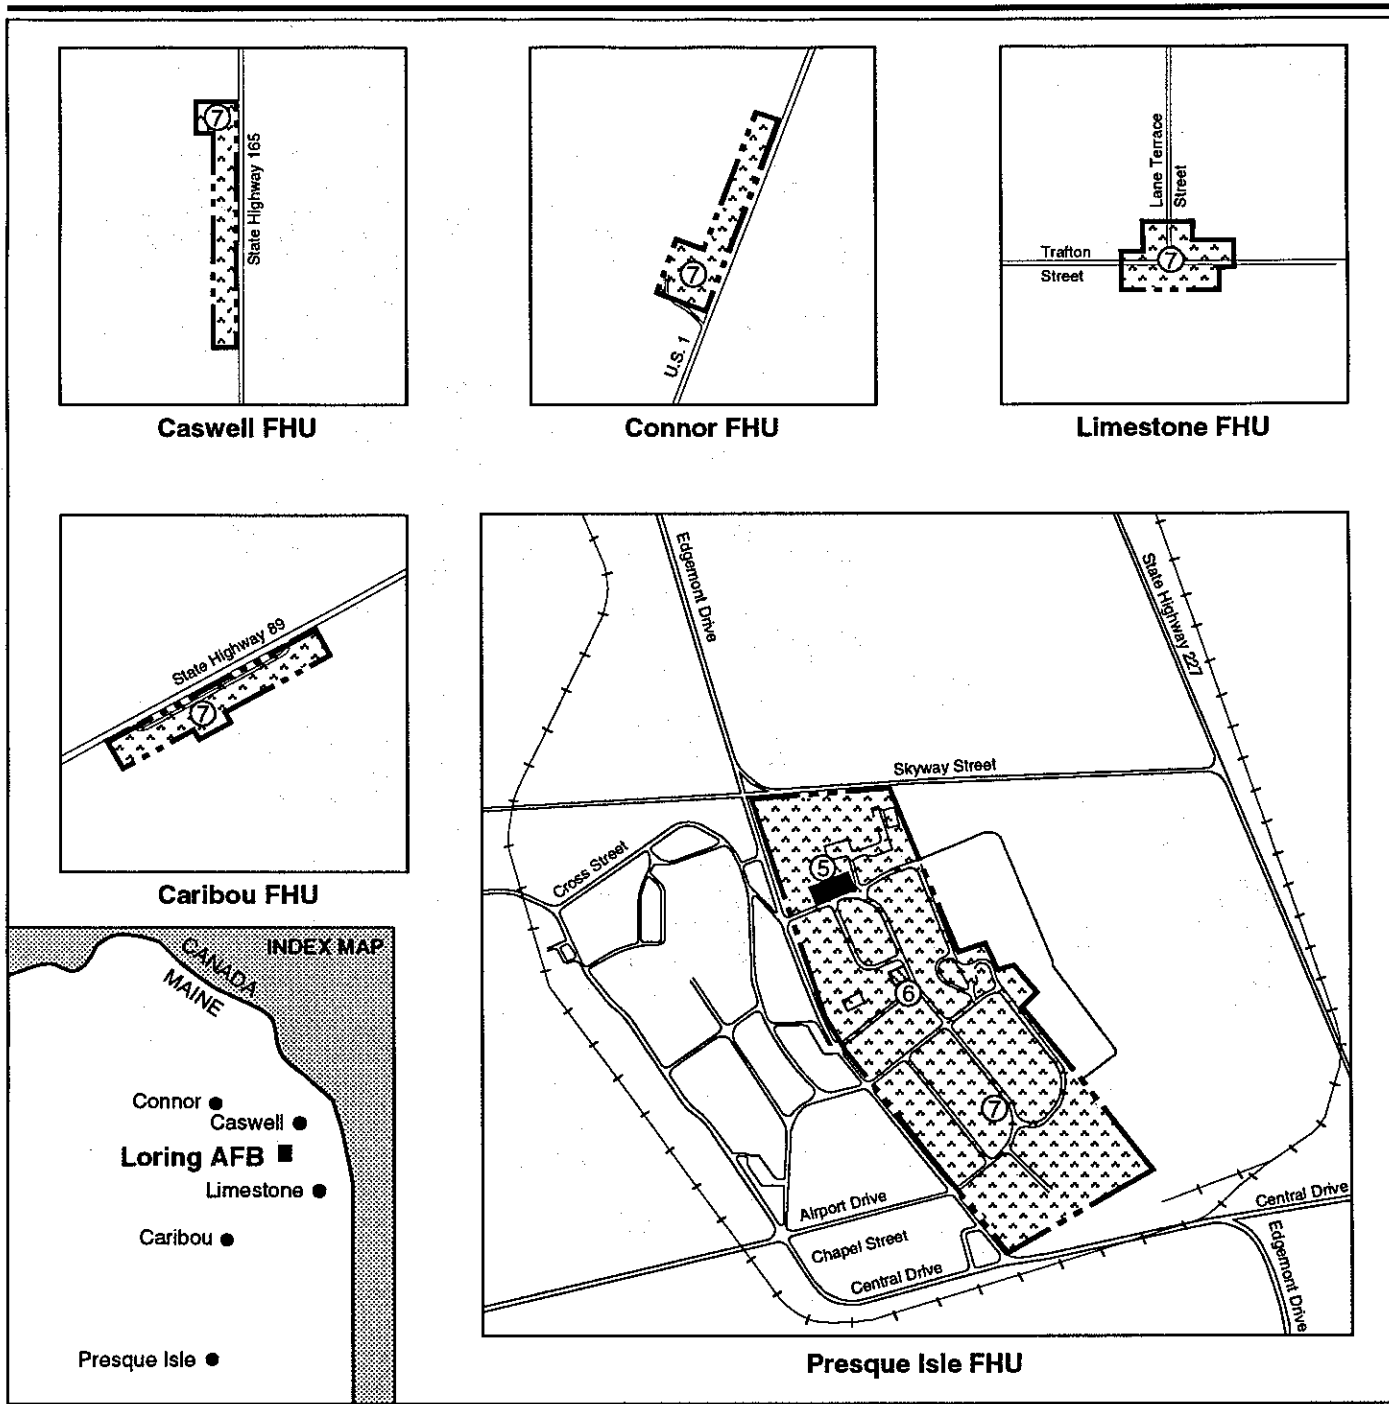 7
State Highway 165
Caswell FHU
7
U.S. 1
Connor FHU
Lane Terrace
Street
Trafton
Street
7
Limestone FHU
State Highway 89
7
Caribou FHU
Edgemont Drive
State Highway 227
Skyway Street
Cross Street
5
6
7
Airport Drive
Chapel Street
Central Drive
Central Drive
Edgemont Drive
Presque Isle FHU
INDEX MAP
CANADA
MAINE
Connor
Caswell
Loring AFB
Limestone
Caribou
Presque Isle